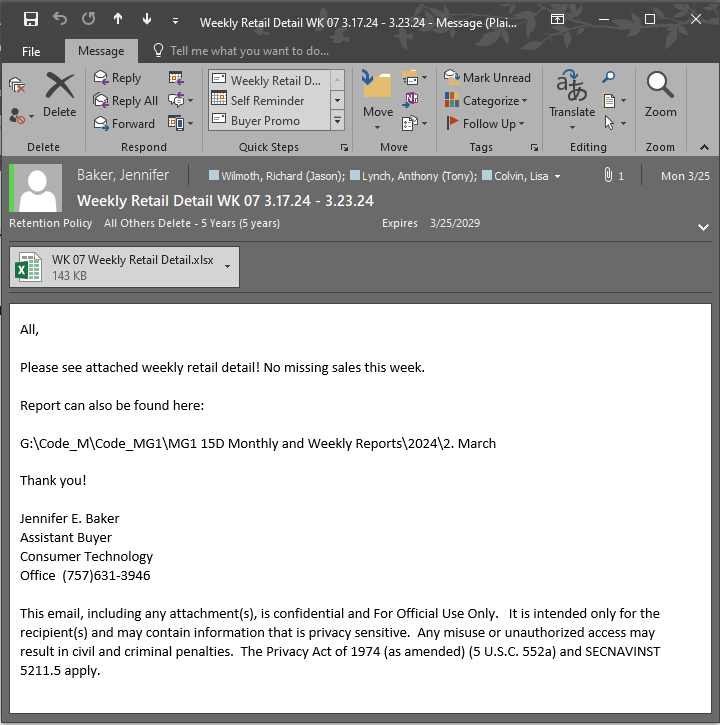 Weekly Retail Detail WK 07 3.17.24 - 3.23.24 - Message (Plai...
File Message Tell me what you want to do...
Delete
Reply
Reply All
Forward
Weekly Retail D...
Self Reminder
Buyer Promo
Move
Mark Unread
Categorize
Follow Up
Translate
Zoom
Delete Respond Quick Steps Move Tags Editing Zoom
Baker, Jennifer Wilmoth, Richard (Jason); Lynch, Anthony (Tony); Colvin, Lisa 1 Mon 3/25
Weekly Retail Detail WK 07 3.17.24 - 3.23.24
Retention Policy All Others Delete - 5 Years (5 years) Expires 3/25/2029
WK 07 Weekly Retail Detail.xlsx
143 KB
All,
Please see attached weekly retail detail! No missing sales this week.
Report can also be found here:
G:\Code_M\Code_MG1\MG1 15D Monthly and Weekly Reports\2024\2. March
Thank you!
Jennifer E. Baker
Assistant Buyer
Consumer Technology
Office (757)631-3946
This email, including any attachment(s), is confidential and For Official Use Only. It is intended only for the
recipient(s) and may contain information that is privacy sensitive. Any misuse or unauthorized access may
result in civil and criminal penalties. The Privacy Act of 1974 (as amended) (5 U.S.C. 552a) and SECNAVINST
5211.5 apply.